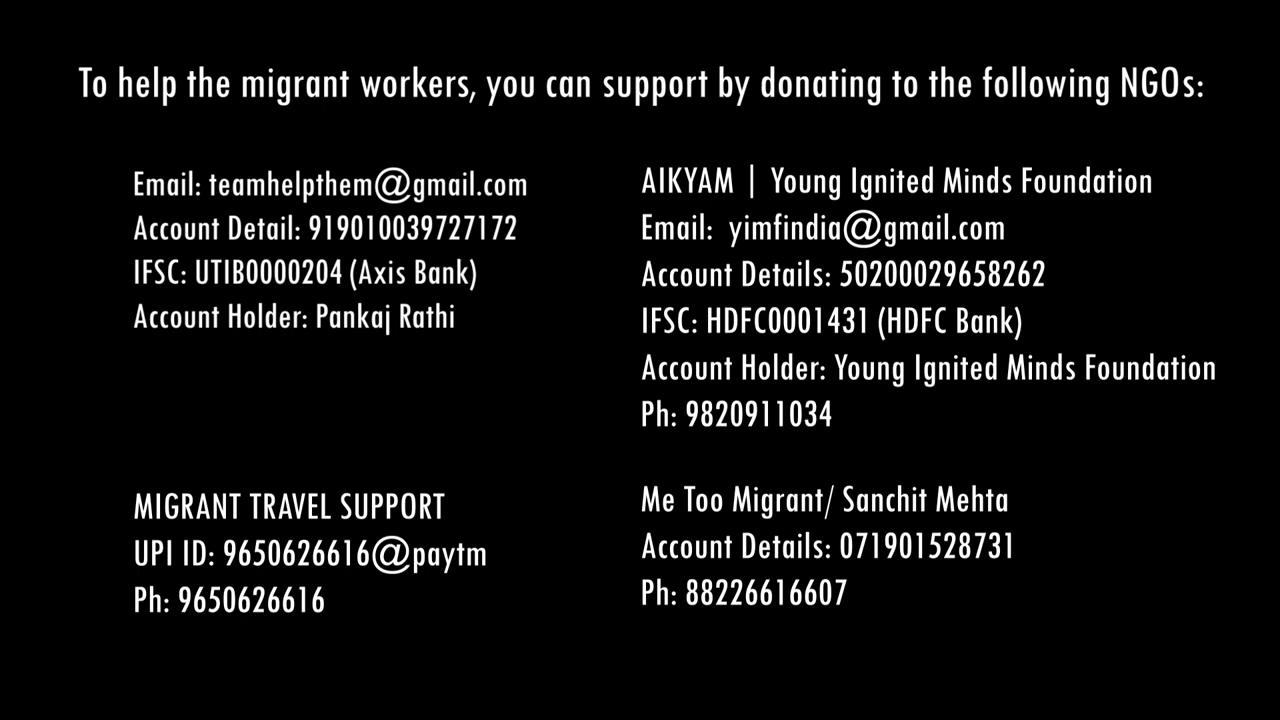 To help the migrant workers, you can support by donating to the following NGOs:
Email: teamhelpthem@gmail.com
Account Detail: 919010039727172
IFSC: UTIB0000204 (Axis Bank)
Account Holder: Pankaj Rathi
AIKYAM | Young Ignited Minds Foundation
Email: yimfindia@gmail.com
Account Details: 50200029658262
IFSC: HDFC0001431 (HDFC Bank)
Account Holder: Young Ignited Minds Foundation
Ph: 9820911034
MIGRANT TRAVEL SUPPORT
UPI ID: 9650626616@paytm
Ph: 9650626616
Me Too Migrant/ Sanchit Mehta
Account Details: 071901528731
Ph: 88226616607